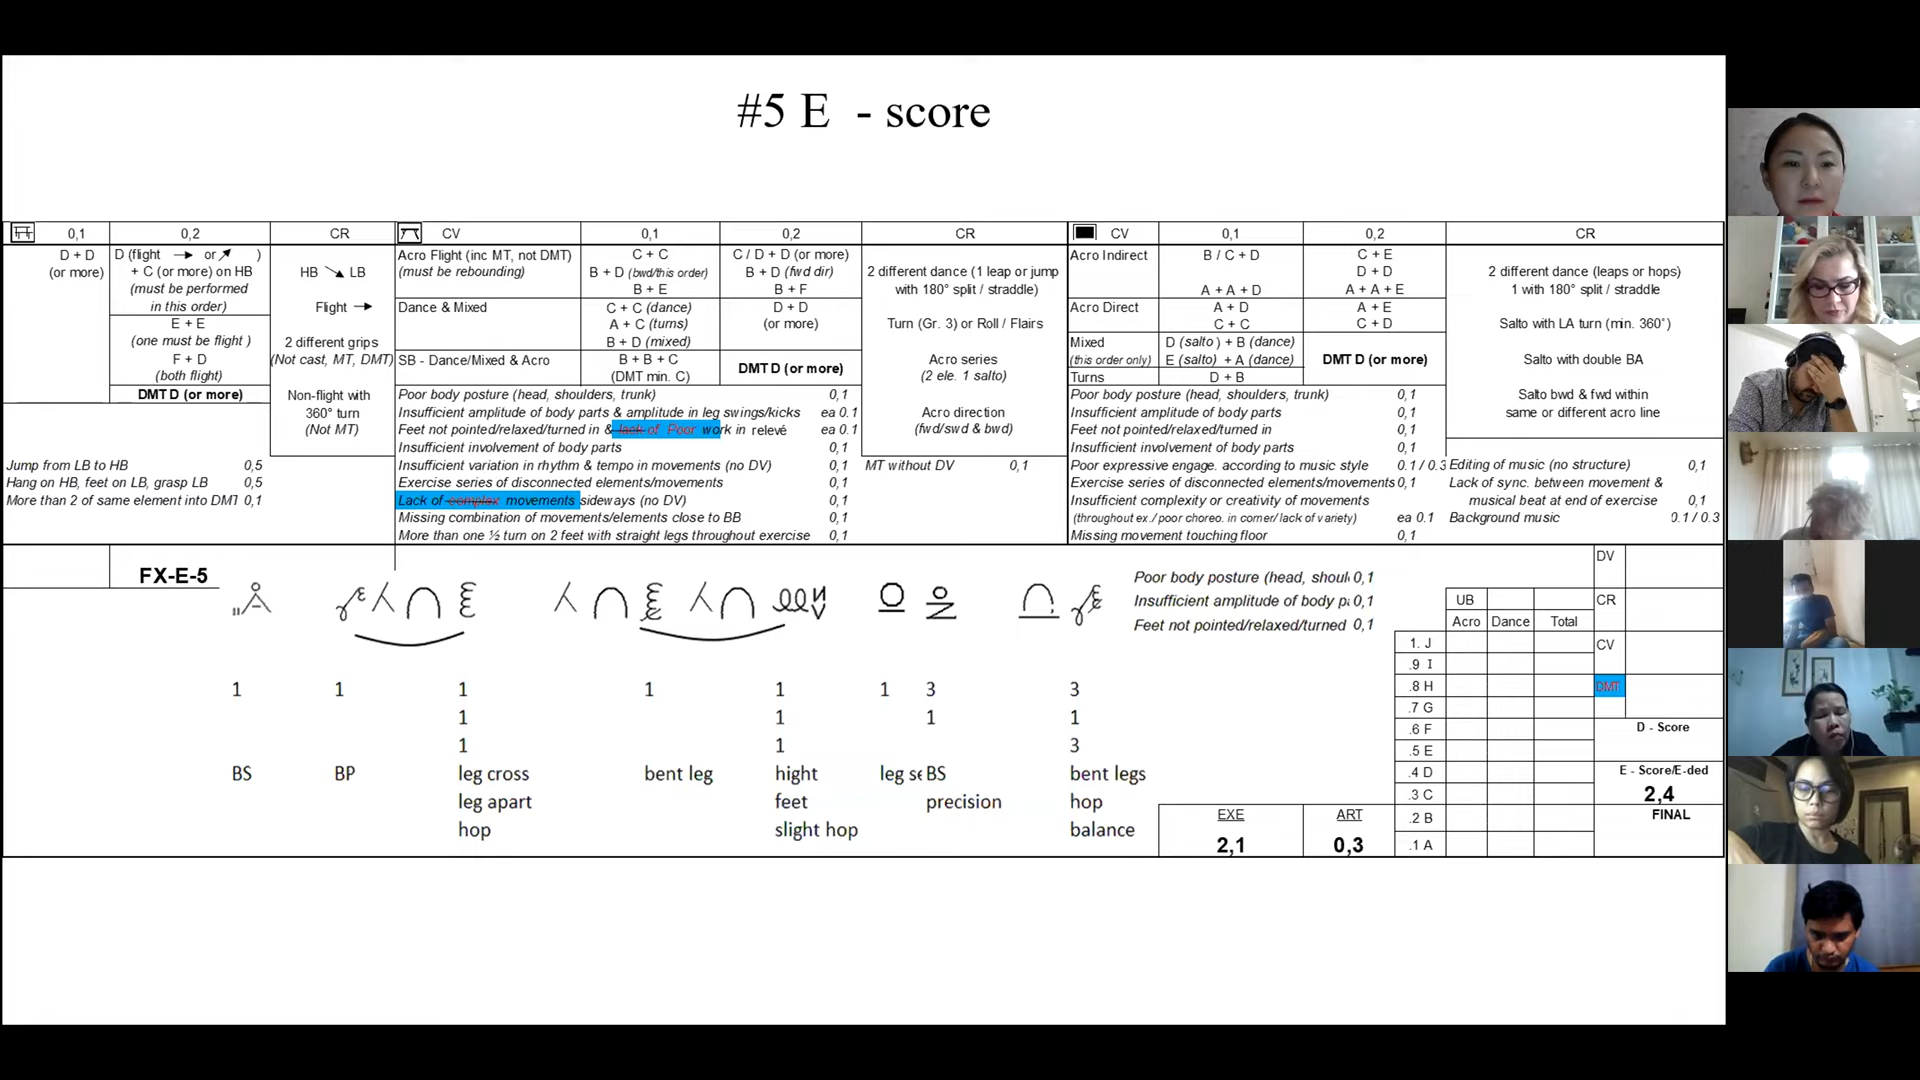 #5 E - score
0,1 0,2 CR CV 0,1 0,2 CR CV 0,1 0,2 CR
D + D
(or more)
D (flight → or ↗ )
+ C (or more) on HB
(must be performed
in this order)
E + E
(one must be flight )
F + D
(both flight)
DMT D (or more)
HB ↘ LB
Flight →
2 different grips
(Not cast, MT, DMT)
Non-flight with
360° turn
(Not MT)
Jump from LB to HB 0,5
Hang on HB, feet on LB, grasp LB 0,5
More than 2 of same element into DMT 0,1
Acro Flight (inc MT, not DMT)
(must be rebounding)
C + C
B + D (bwd/this order)
B + E
C / D + D (or more)
B + D (fwd dir)
B + F
Dance & Mixed
C + C (dance)
A + C (turns)
B + D (mixed)
D + D
(or more)
SB - Dance/Mixed & Acro
B + B + C
(DMT min. C)
DMT D (or more)
2 different dance (1 leap or jump
with 180° split / straddle)
Turn (Gr. 3) or Roll / Flairs
Acro series
(2 ele. 1 salto)
Acro direction
(fwd/swd & bwd)
MT without DV 0,1
Poor body posture (head, shoulders, trunk) 0,1
Insufficient amplitude of body parts & amplitude in leg swings/kicks ea 0.1
Feet not pointed/relaxed/turned in & lack of Poor work in relevé ea 0.1
Insufficient involvement of body parts 0,1
Insufficient variation in rhythm & tempo in movements (no DV) 0,1
Exercise series of disconnected elements/movements 0,1
Lack of complex movements sideways (no DV) 0,1
Missing combination of movements/elements close to BB 0,1
More than one ½ turn on 2 feet with straight legs throughout exercise 0,1
Acro Indirect
B / C + D
A + A + D
C + E
D + D
A + A + E
Acro Direct
A + D
C + C
A + E
C + D
Mixed
(this order only)
D (salto ) + B (dance)
E (salto) + A (dance)
DMT D (or more)
Turns D + B
2 different dance (leaps or hops)
1 with 180° split / straddle
Salto with LA turn (min. 360°)
Salto with double BA
Salto bwd & fwd within
same or different acro line
Poor body posture (head, shoulders, trunk) 0,1
Insufficient amplitude of body parts 0,1
Feet not pointed/relaxed/turned in 0,1
Insufficient involvement of body parts 0,1
Poor expressive engage. according to music style 0.1 / 0.3
Exercise series of disconnected elements/movements 0,1
Insufficient complexity or creativity of movements
(throughout ex./ poor choreo. in corner/ lack of variety) ea 0.1
Missing movement touching floor 0,1
Editing of music (no structure) 0,1
Lack of sync. between movement &
musical beat at end of exercise 0,1
Background music 0.1 / 0.3
FX-E-5
Poor body posture (head, shoul 0,1
Insufficient amplitude of body p 0,1
Feet not pointed/relaxed/turned 0,1
1 1 1 1 1 1 3 3
1 1 1 1
1 1 3
BS BP leg cross bent leg hight leg se BS bent legs
leg apart feet precision hop
hop slight hop balance
EXE ART
2,1 0,3
UB
Acro Dance Total
1. J
.9 I
.8 H
.7 G
.6 F
.5 E
.4 D
.3 C
.2 B
.1 A
DV
CR
CV
DMT
D - Score
E - Score/E-ded
2,4
FINAL